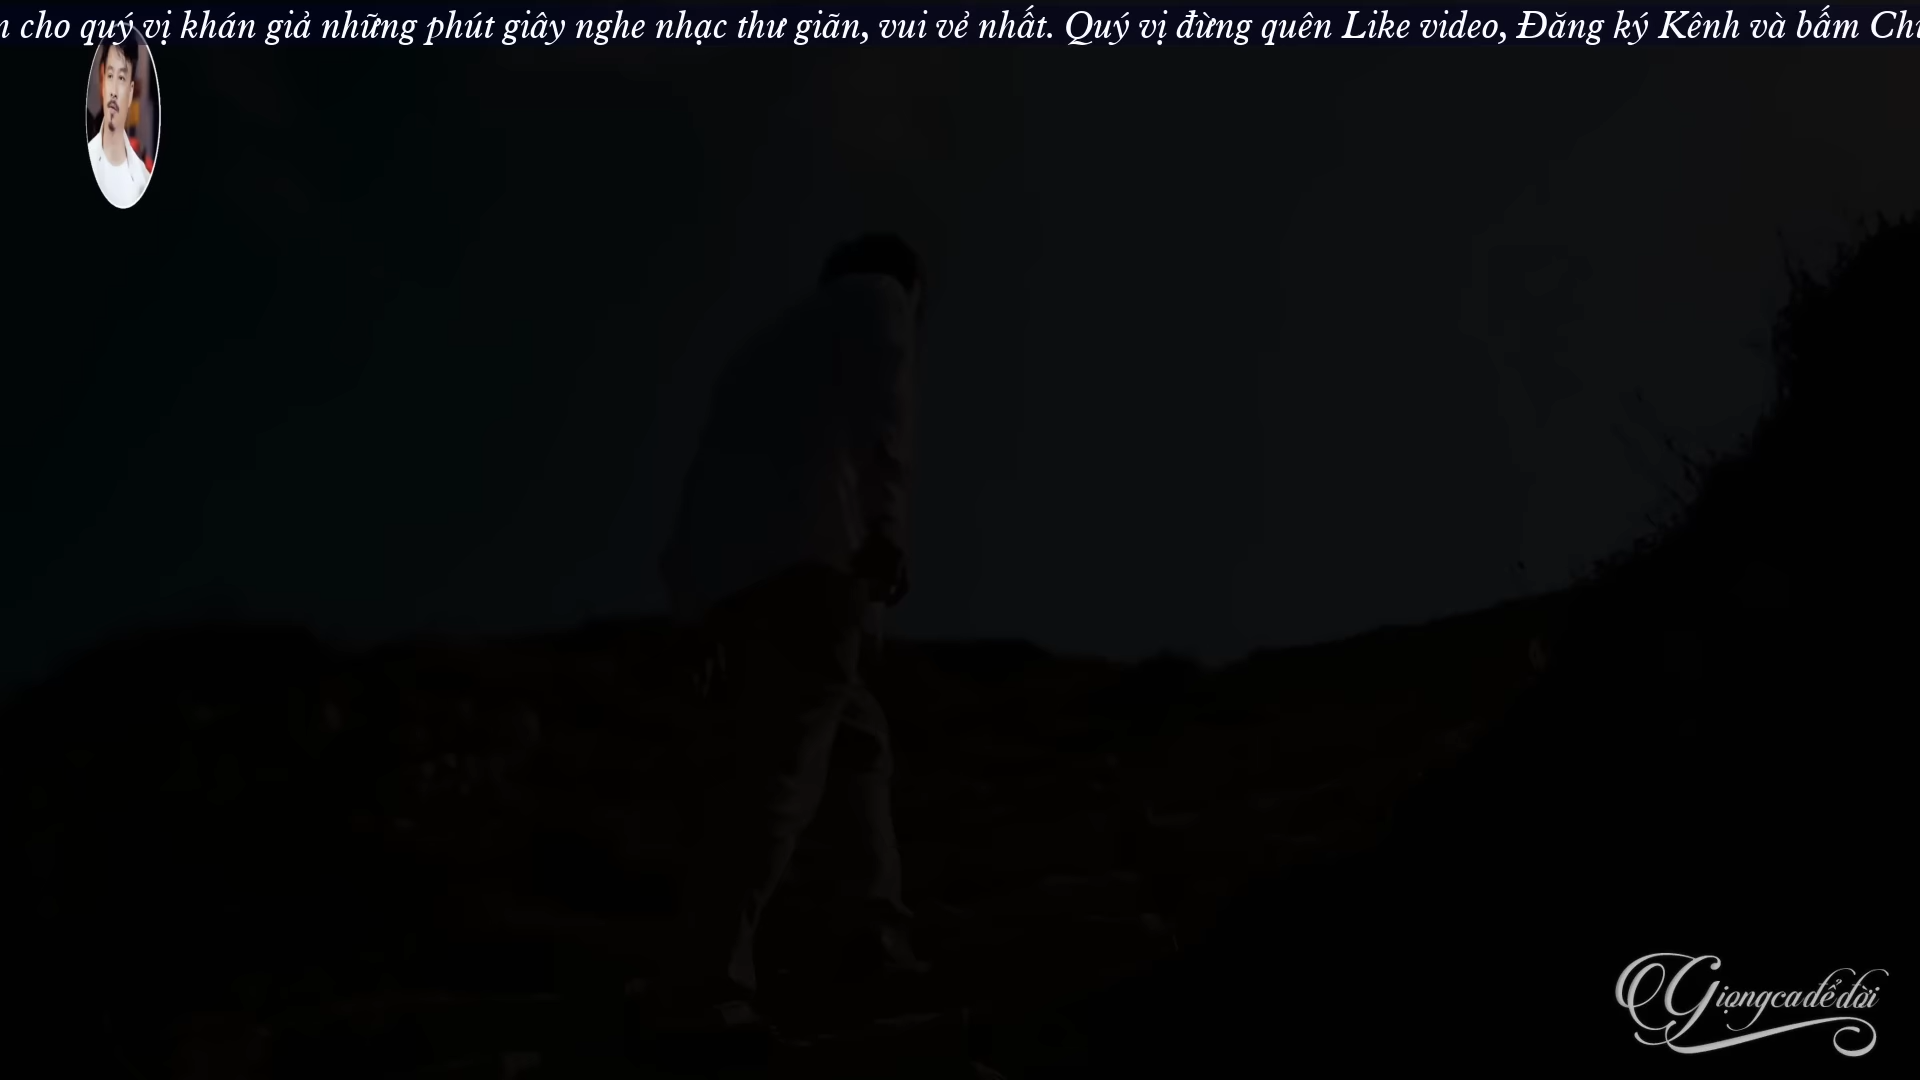 cho quý vị khán giả những phút giây nghe nhạc thư giãn, vui vẻ nhất. Quý vị đừng quên Like video, Đăng ký Kênh và bấm
Giọngcađểđời